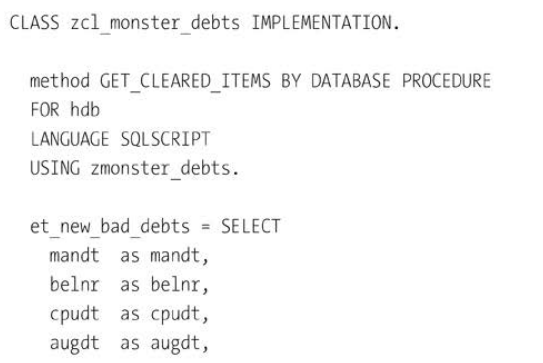 CLASS zcl_monster_debts IMPLEMENTATION.
method GET_CLEARED_ITEMS BY DATABASE PROCEDURE
FOR hdb
LANGUAGE SQLSCRIPT
USING zmonster_debts.
et_new_bad_debts = SELECT
mandt as mandt,
belnr as belnr,
cpudt as cpudt,
augdt as augdt,